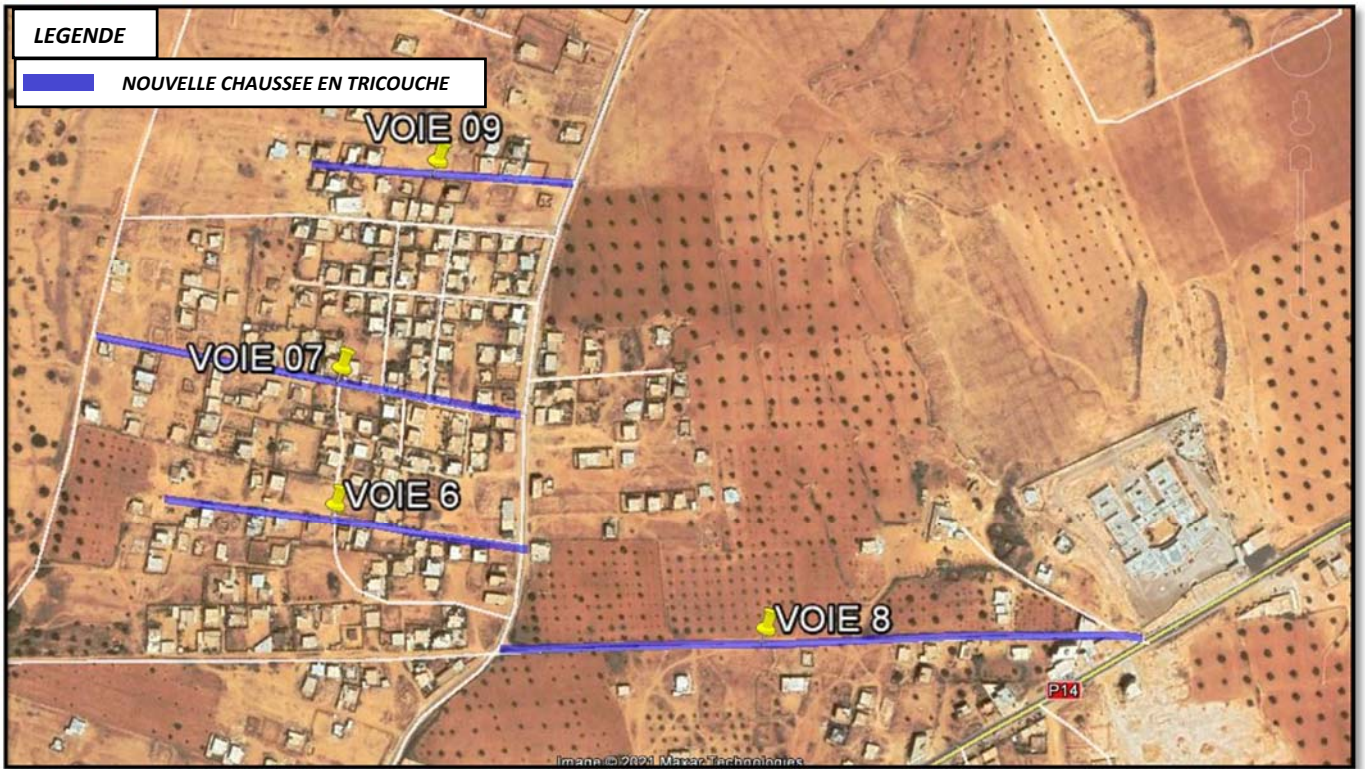 LEGENDE
NOUVELLE CHAUSSEE EN TRICOUCHE
VOIE 09
VOIE 07
VOIE 6
VOIE 8
P14
Image © 2021 Maxar Technologies